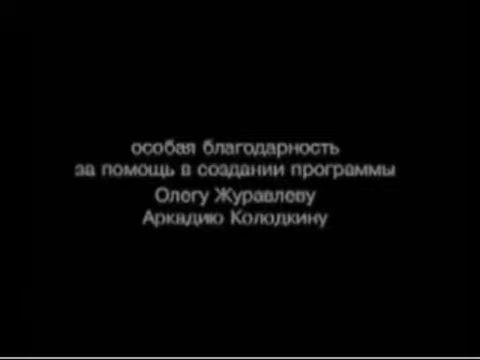 особая благодарность
за помощь в создании программы
Олегу Журавлеву
Аркадию Колодкину